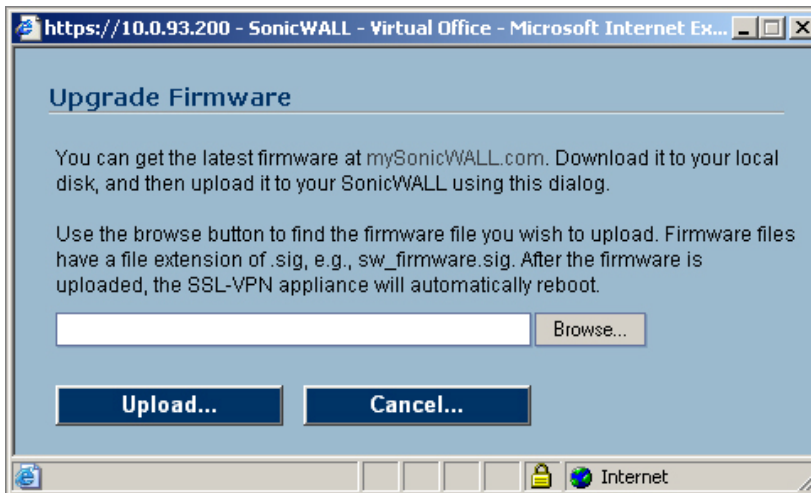 https://10.0.93.200 - SonicWALL - Virtual Office - Microsoft Internet Ex...
Upgrade Firmware
You can get the latest firmware at mySonicWALL.com. Download it to your local
disk, and then upload it to your SonicWALL using this dialog.
Use the browse button to find the firmware file you wish to upload. Firmware files
have a file extension of .sig, e.g., sw_firmware.sig. After the firmware is
uploaded, the SSL-VPN appliance will automatically reboot.
Browse...
Upload...
Cancel...
Internet